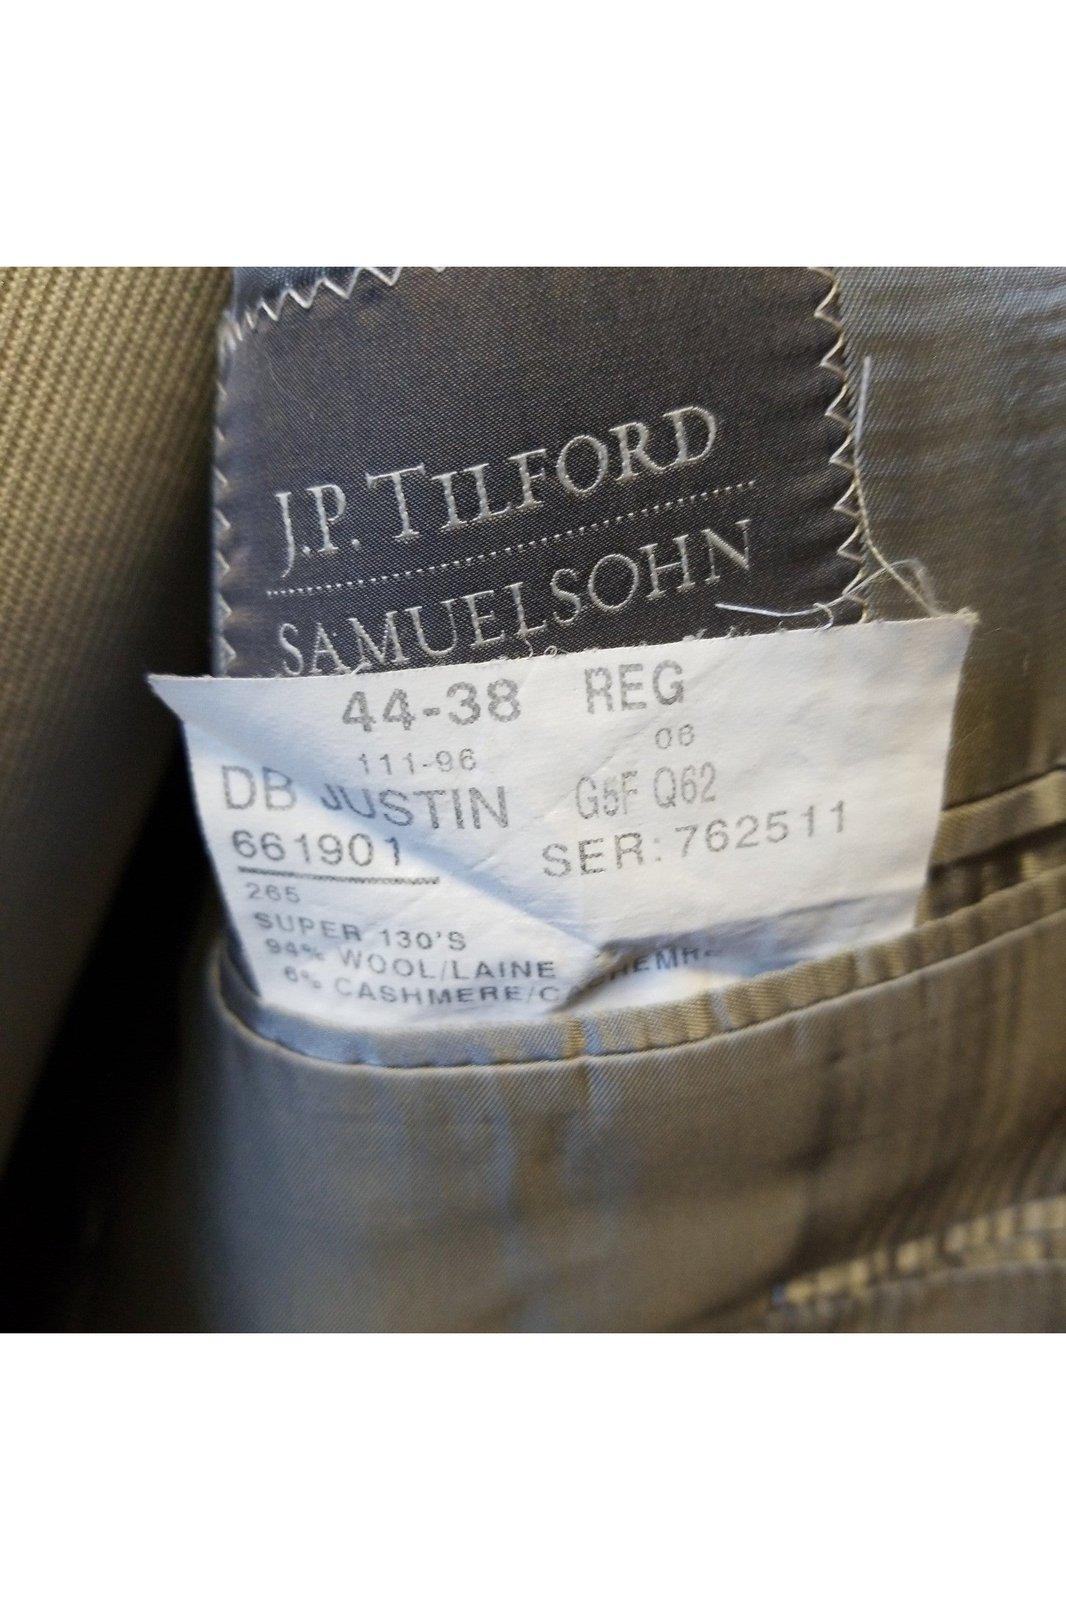 J.P. TILFORD
SAMUELSOHN
44-38 REG
111-96 06
DB JUSTIN G5F Q62
661901 SER: 762511
265
SUPER 130'S
94% WOOL/LAINE
6% CASHMERE/